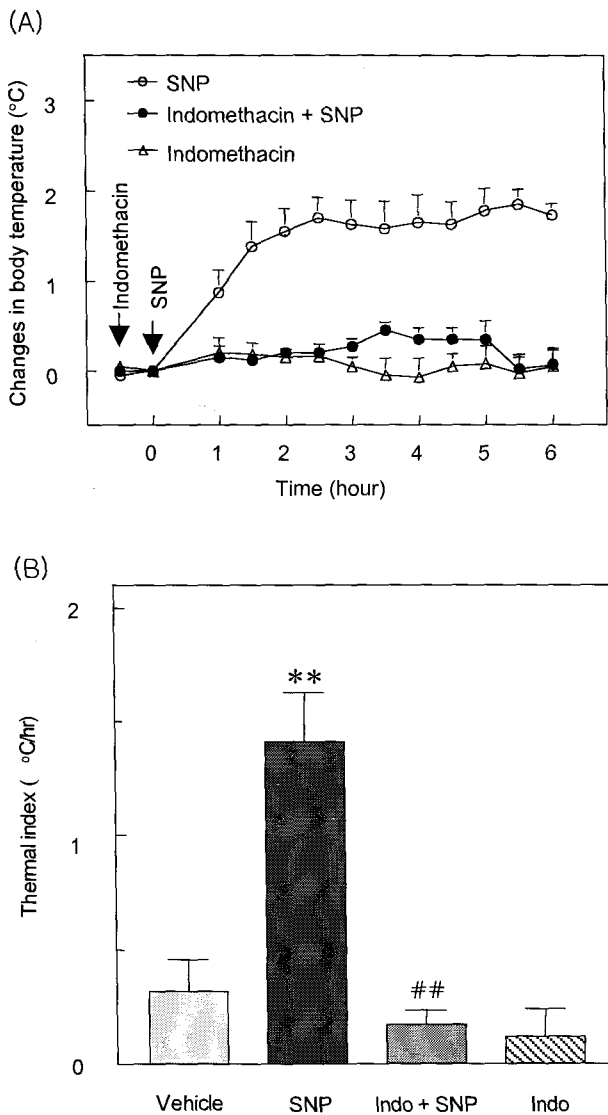 (A)
Changes in body temperature (°C)
3
2
1
0
SNP
Indomethacin + SNP
Indomethacin
Indomethacin
SNP
0 1 2 3 4 5 6
Time (hour)
(B)
Thermal index ( °C/hr)
2
1
0
**
##
Vehicle SNP Indo + SNP Indo